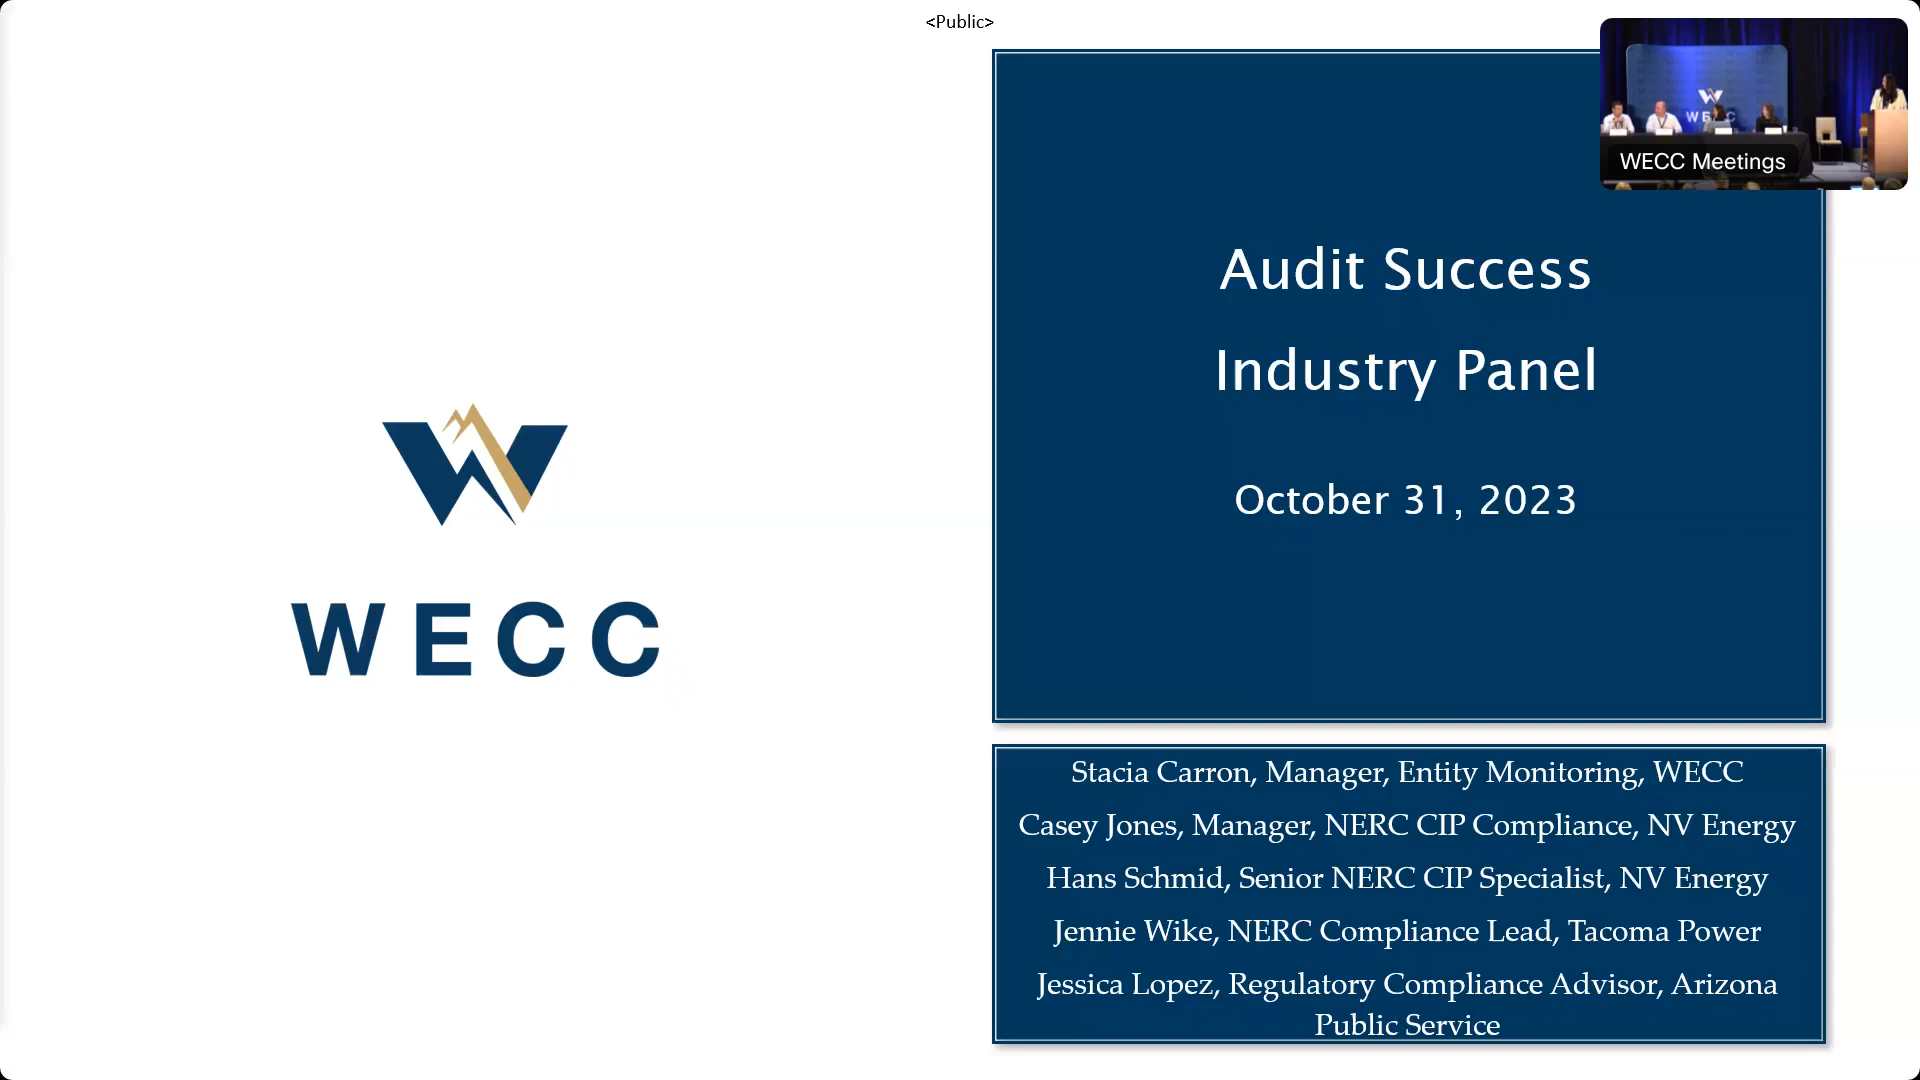 <Public>
WECC
WECC Meetings
Audit Success
Industry Panel
October 31, 2023
WECC
Stacia Carron, Manager, Entity Monitoring, WECC
Casey Jones, Manager, NERC CIP Compliance, NV Energy
Hans Schmid, Senior NERC CIP Specialist, NV Energy
Jennie Wike, NERC Compliance Lead, Tacoma Power
Jessica Lopez, Regulatory Compliance Advisor, Arizona
Public Service